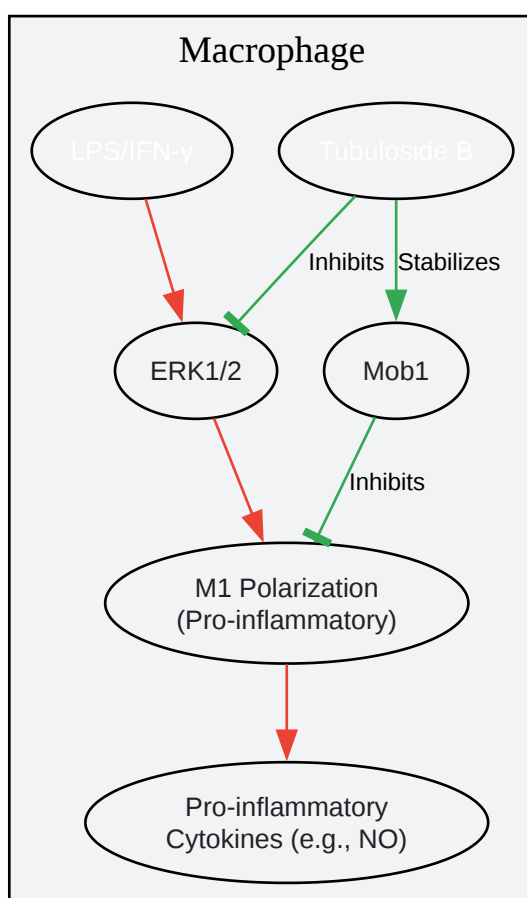 Macrophage
LPS/IFN-γ
Tubuloside B
Inhibits
Stabilizes
ERK1/2
Mob1
Inhibits
M1 Polarization
(Pro-inflammatory)
Pro-inflammatory
Cytokines (e.g., NO)